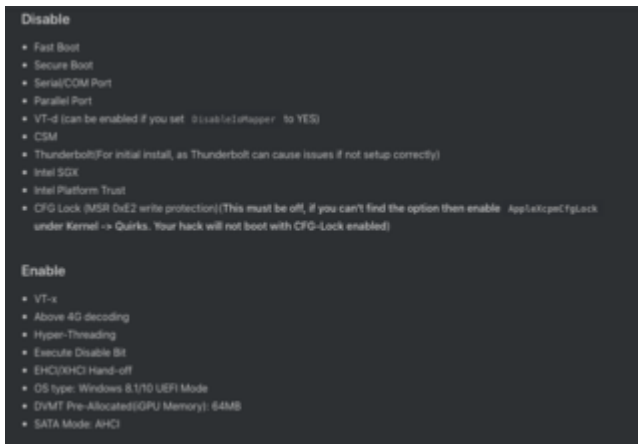 Disable
• Fast Boot
• Secure Boot
• Serial/COM Port
• Parallel Port
• VT-d (can be enabled if you set DisableIoMapper to YES)
• CSM
• Thunderbolt(For initial install, as Thunderbolt can cause issues if not setup correctly)
• Intel SGX
• Intel Platform Trust
• CFG Lock (MSR 0xE2 write protection)(This must be off, if you can't find the option then enable AppleXcpmCfgLock
under Kernel -> Quirks. Your hack will not boot with CFG-Lock enabled)
Enable
• VT-x
• Above 4G decoding
• Hyper-Threading
• Execute Disable Bit
• EHCI/XHCI Hand-off
• OS type: Windows 8.1/10 UEFI Mode
• DVMT Pre-Allocated(iGPU Memory): 64MB
• SATA Mode: AHCI